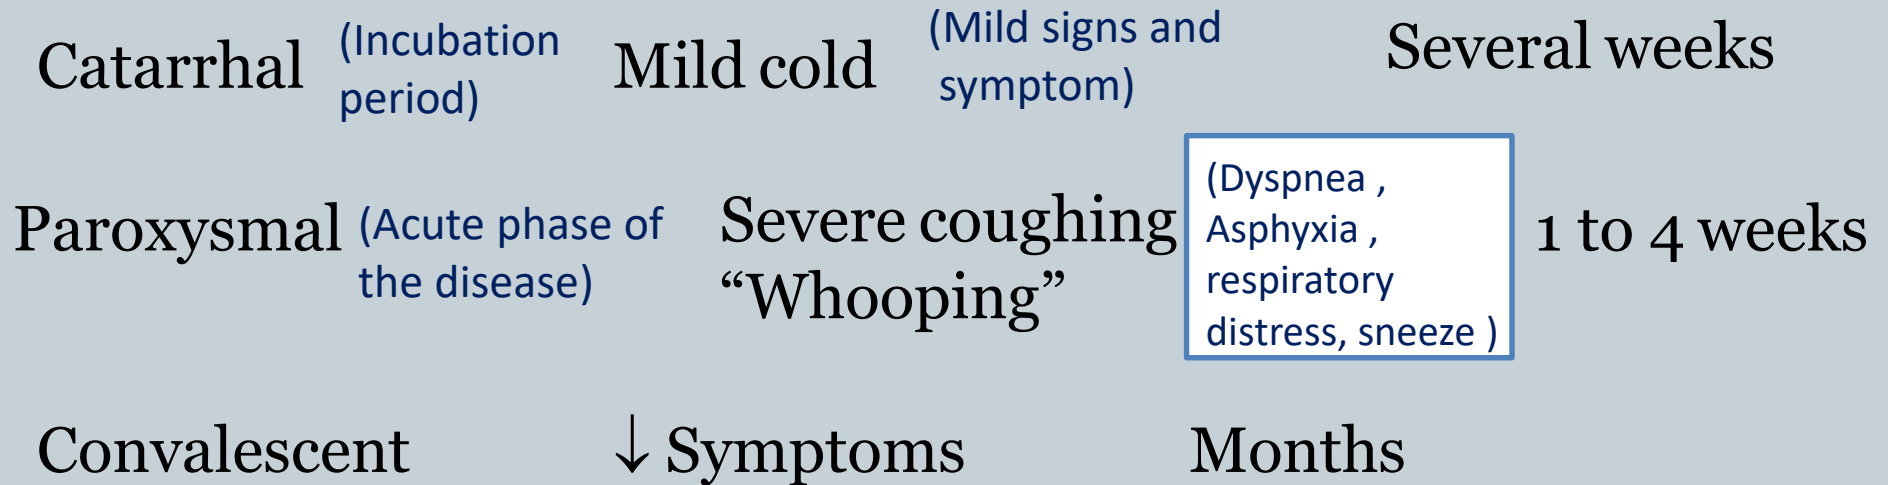 Catarrhal (Incubation period) Mild cold (Mild signs and symptom) Several weeks
Paroxysmal (Acute phase of the disease) Severe coughing “Whooping” (Dyspnea , Asphyxia , respiratory distress, sneeze ) 1 to 4 weeks
Convalescent ↓ Symptoms Months